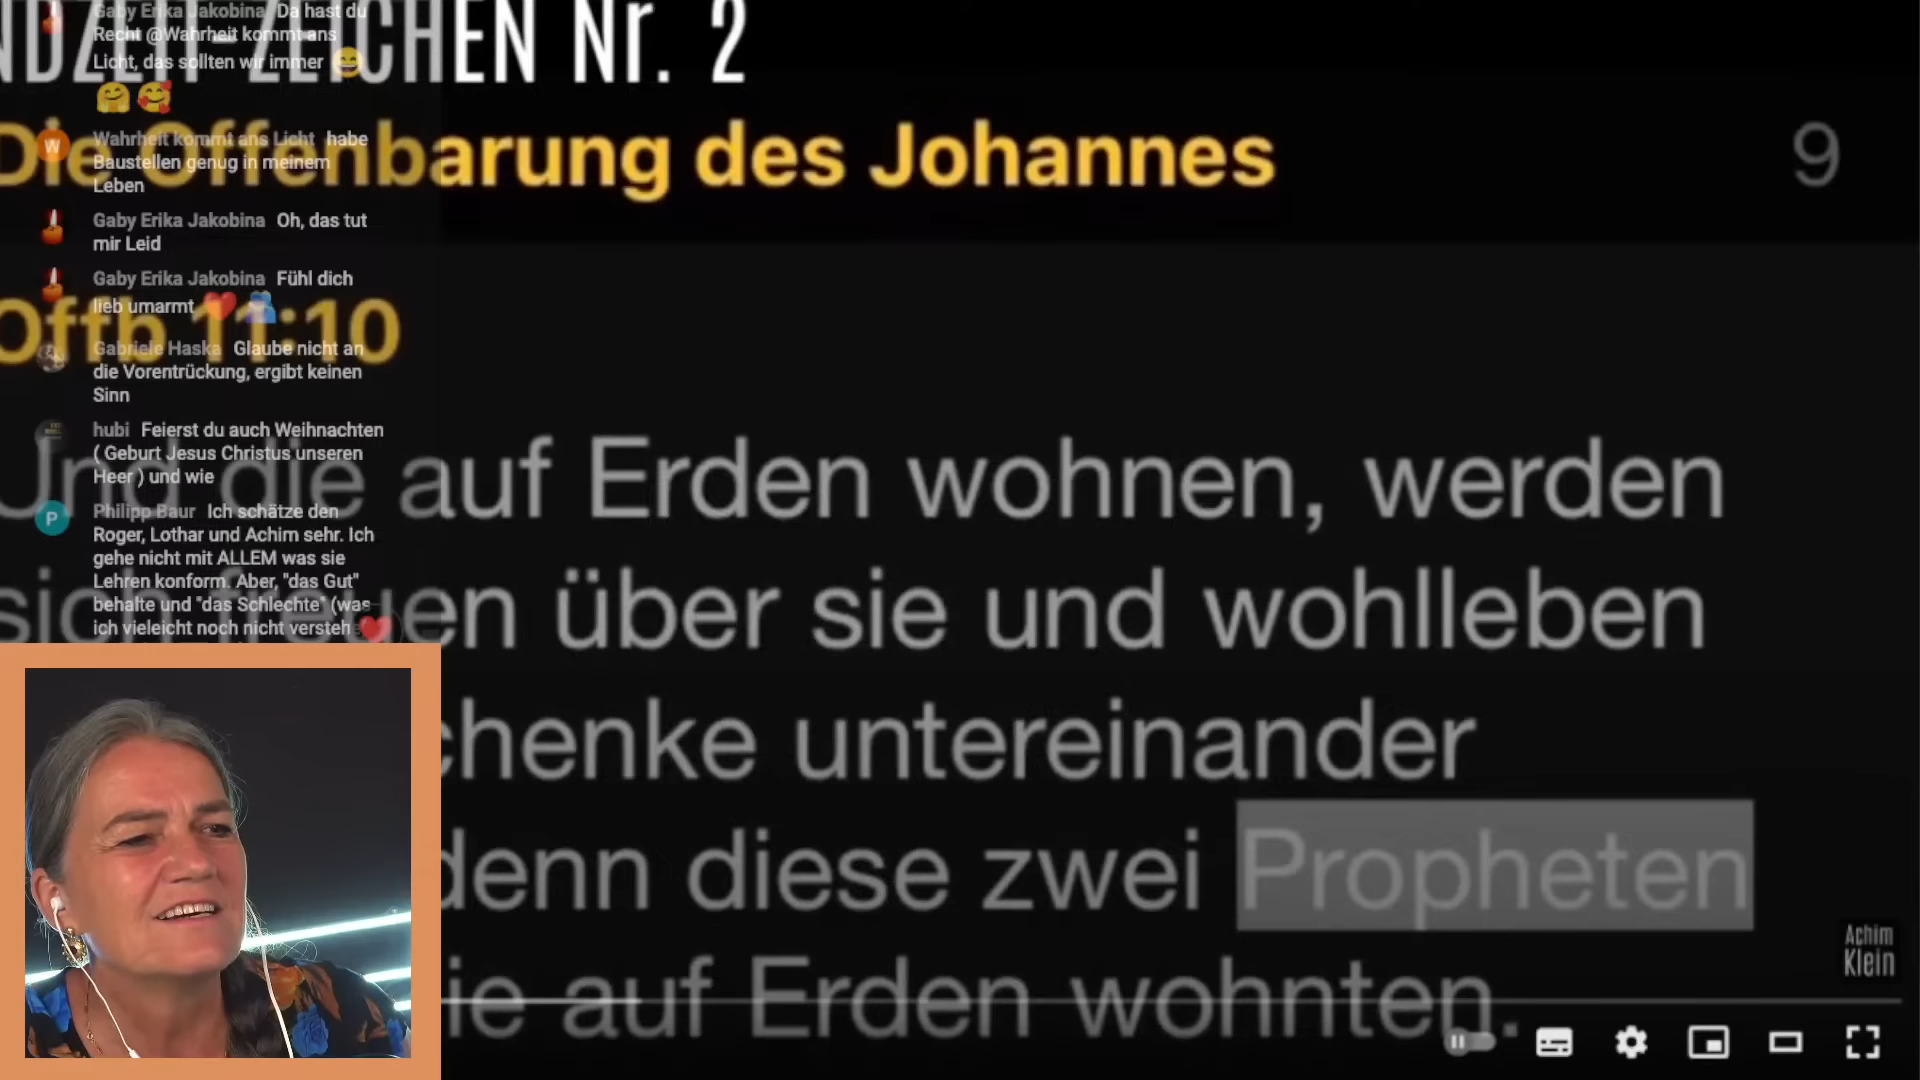 NDZEIT-ZEICHEN Nr. 2
Die Offenbarung des Johannes
9
Offb 11:10
Und die auf Erden wohnen, werden
sich freuen über sie und wohlleben
chenke untereinander
denn diese zwei Propheten
ie auf Erden wohnten.
Gaby Erika Jakobina Da hast du
Recht @Wahrheit kommt ans
Licht, das sollten wir immer 😄
🤗 🥰
W
Wahrheit kommt ans Licht habe
Baustellen genug in meinem
Leben
Gaby Erika Jakobina Oh, das tut
mir Leid
Gaby Erika Jakobina Fühl dich
lieb umarmt ❤️ 🫂
Gabriele Haska Glaube nicht an
die Vorentrückung, ergibt keinen
Sinn
hubi Feierst du auch Weihnachten
( Geburt Jesus Christus unseren
Heer ) und wie
P
Philipp Baur Ich schätze den
Roger, Lothar und Achim sehr. Ich
gehe nicht mit ALLEM was sie
Lehren konform. Aber, "das Gut"
behalte und "das Schlechte" (was
ich vieleicht noch nicht verstehe
Achim
Klein